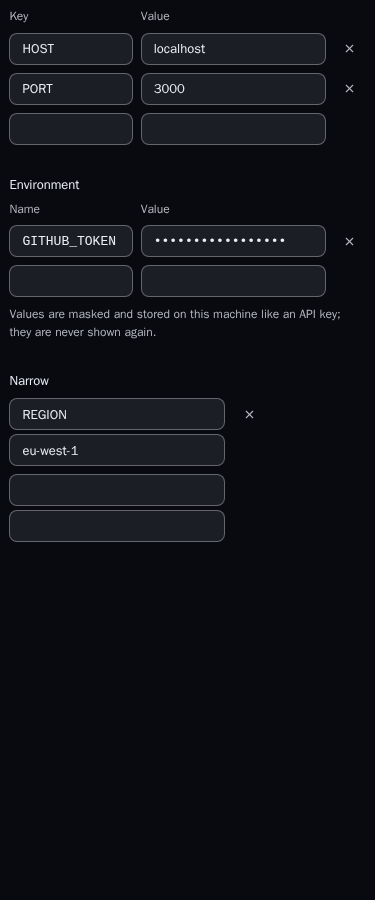 Key Value
HOST localhost ×
PORT 3000 ×
Environment
Name Value
GITHUB_TOKEN ••••••••••••••••• ×
Values are masked and stored on this machine like an API key;
they are never shown again.
Narrow
REGION ×
eu-west-1